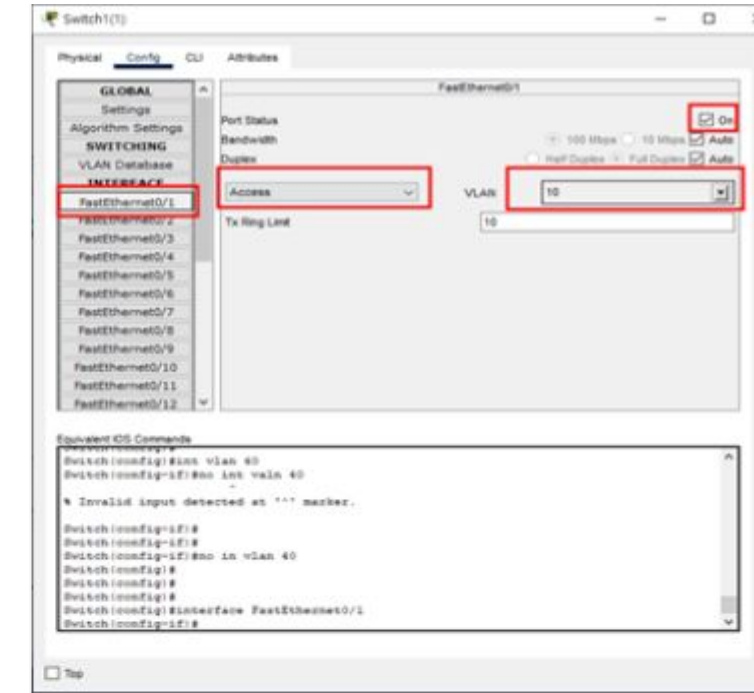 Switch1(1)
Physical Config CLI Attributes
GLOBAL
Settings
Algorithm Settings
SWITCHING
VLAN Database
INTERFACE
FastEthernet0/1
FastEthernet0/2
FastEthernet0/3
FastEthernet0/4
FastEthernet0/5
FastEthernet0/6
FastEthernet0/7
FastEthernet0/8
FastEthernet0/9
FastEthernet0/10
FastEthernet0/11
FastEthernet0/12
FastEthernet0/1
Port Status On
Bandwidth 100 Mbps 10 Mbps Auto
Duplex Half Duplex Full Duplex Auto
Access VLAN 10
Tx Ring Limit 10
Equivalent IOS Commands
Switch(config)#int vlan 40
Switch(config-if)#no int valn 40
^
% Invalid input detected at '^' marker.
Switch(config-if)#
Switch(config-if)#
Switch(config-if)#no in vlan 40
Switch(config)#
Switch(config)#
Switch(config)#interface FastEthernet0/1
Switch(config-if)#
Top